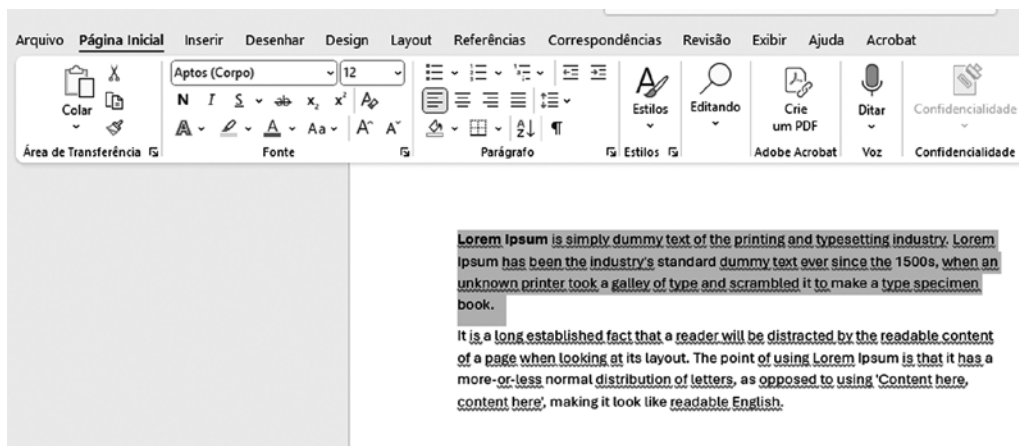 Arquivo Página Inicial Inserir Desenhar Design Layout Referências Correspondências Revisão Exibir Ajuda Acrobat
Aptos (Corpo) 12
Colar
N I S ab x₂ x² A
A A Aa A^ Aˇ
A Z ¶
Estilos
Editando
Crie
um PDF
Ditar
Confidencialidade
Área de Transferência Fonte Parágrafo Estilos Adobe Acrobat Voz Confidencialidade
Lorem Ipsum is simply dummy text of the printing and typesetting industry. Lorem
Ipsum has been the industry's standard dummy text ever since the 1500s, when an
unknown printer took a galley of type and scrambled it to make a type specimen
book.
It is a long established fact that a reader will be distracted by the readable content
of a page when looking at its layout. The point of using Lorem Ipsum is that it has a
more-or-less normal distribution of letters, as opposed to using 'Content here,
content here', making it look like readable English.